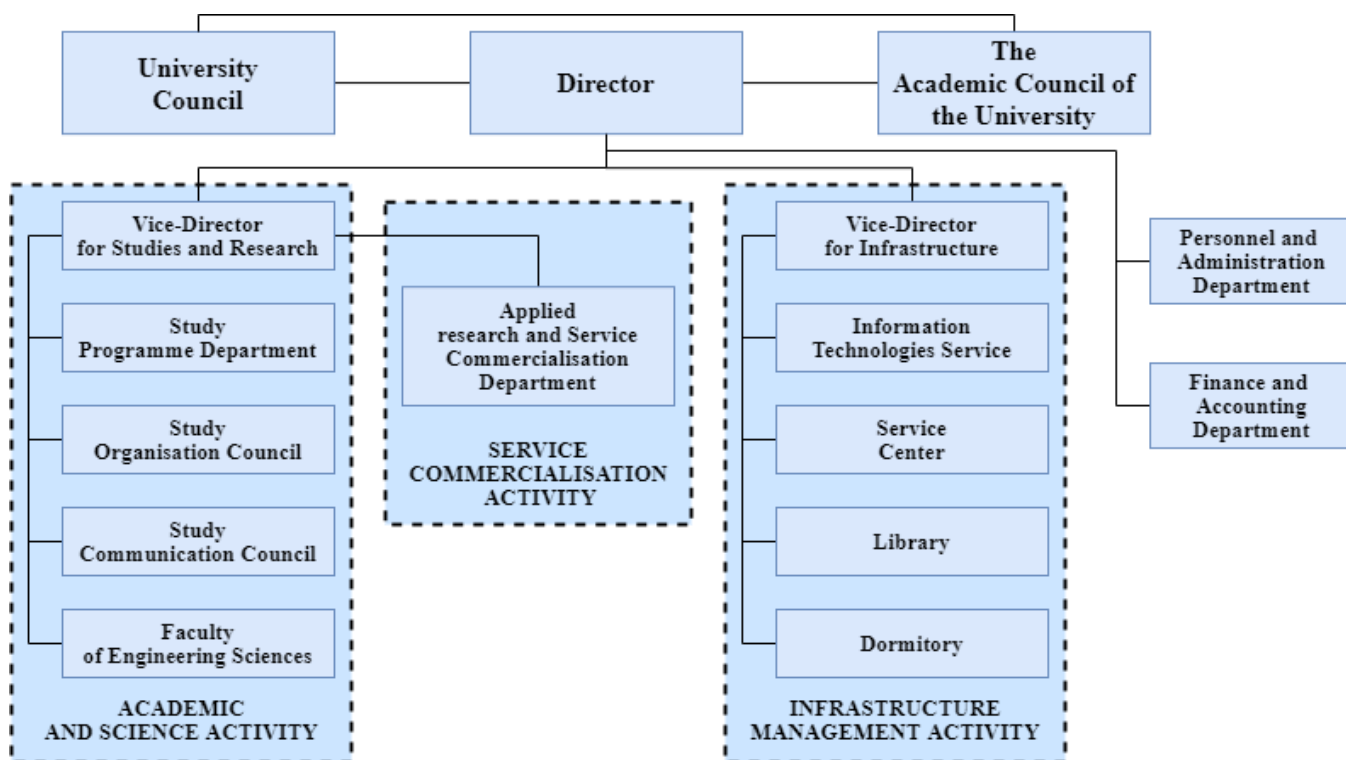 University
Council
Director
The
Academic Council of
the University
Vice-Director
for Studies and Research
Study
Programme Department
Study
Organisation Council
Study
Communication Council
Faculty
of Engineering Sciences
ACADEMIC
AND SCIENCE ACTIVITY
Applied
research and Service
Commercialisation
Department
SERVICE
COMMERCIALISATION
ACTIVITY
Vice-Director
for Infrastructure
Information
Technologies Service
Service
Center
Library
Dormitory
INFRASTRUCTURE
MANAGEMENT ACTIVITY
Personnel and
Administration
Department
Finance and
Accounting
Department